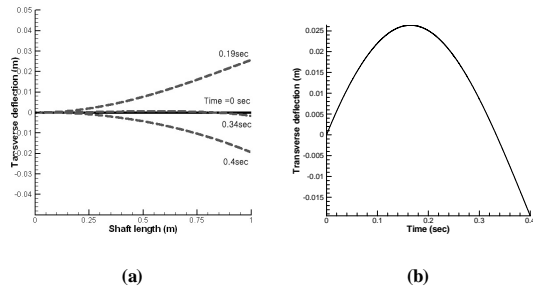 0.05
0.04
0.03
0.02
0.01
0
-0.01
-0.02
-0.03
-0.04
Tansverse deflection (m)
0.19sec
Time =0 sec
0.34sec
0.4sec
0 0.25 0.5 0.75 1
Shaft length (m)
(a)
0.025
0.02
0.015
0.01
0.005
0
-0.005
-0.01
-0.015
Transverse deflection (m)
0 0.1 0.2 0.3 0.4
Time (sec)
(b)